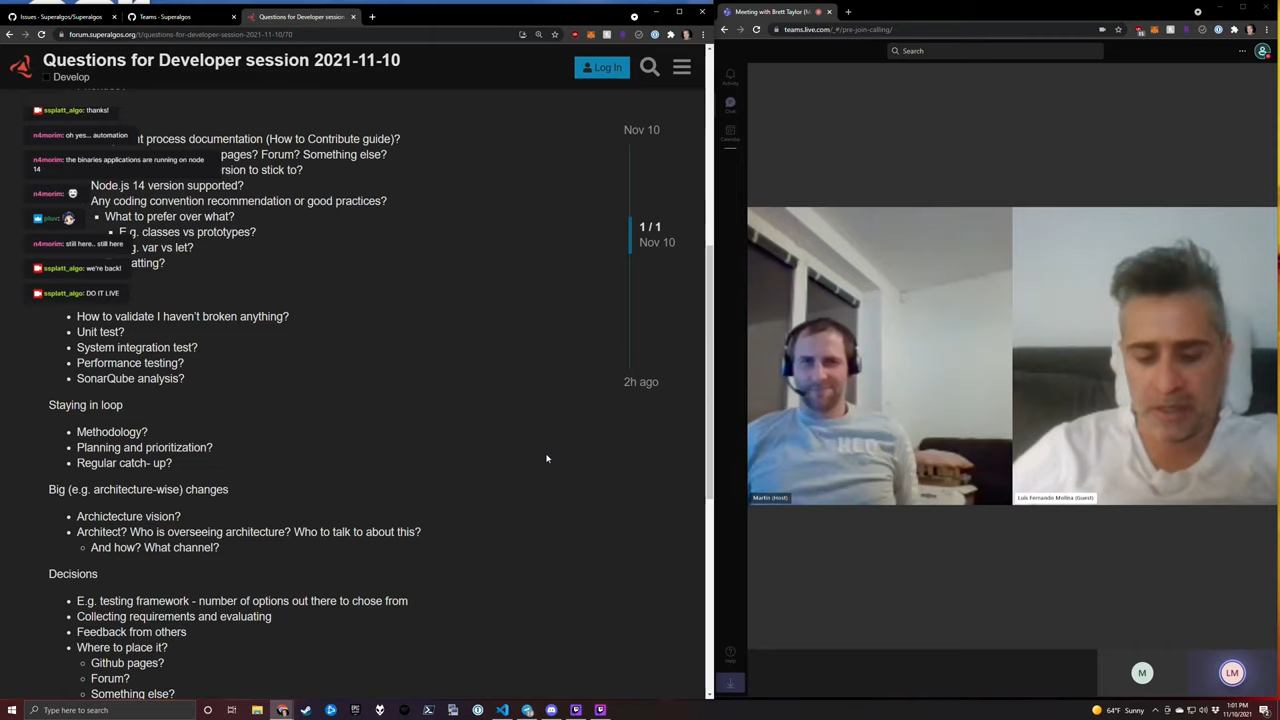 Issues - Superalgos/Superalgos
Teams - Superalgos
Questions for Developer session
forum.superalgos.org/t/questions-for-developer-session-2021-11-10/70
Questions for Developer session 2021-11-10
Develop
Log In
ssplatt_algo: thanks!
n4morim: oh yes... automation
t process documentation (How to Contribute guide)?
n4morim: the binaries applications are running on node
14
pages? Forum? Something else?
rsion to stick to?
Node.js 14 version supported?
n4morim:
Any coding convention recommendation or good practices?
What to prefer over what?
pluv:
E.g. classes vs prototypes?
n4morim: still here.. still here
g. var vs let?
ssplatt_algo: we're back!
atting?
ssplatt_algo: DO IT LIVE
How to validate I haven't broken anything?
Unit test?
System integration test?
Performance testing?
SonarQube analysis?
Staying in loop
Methodology?
Planning and prioritization?
Regular catch- up?
Big (e.g. architecture-wise) changes
Archictecture vision?
Architect? Who is overseeing architecture? Who to talk to about this?
And how? What channel?
Decisions
E.g. testing framework - number of options out there to chose from
Collecting requirements and evaluating
Feedback from others
Where to place it?
Github pages?
Forum?
Something else?
Nov 10
1 / 1
Nov 10
2h ago
Meeting with Brett Taylor (M
teams.live.com/_#/pre-join-calling/
Search
Activity
Chat
Calendar
Martin (Host)
Luis Fernando Molina (Guest)
Help
M
LM
Type here to search
64°F Sunny
1:01 PM
11/10/2021